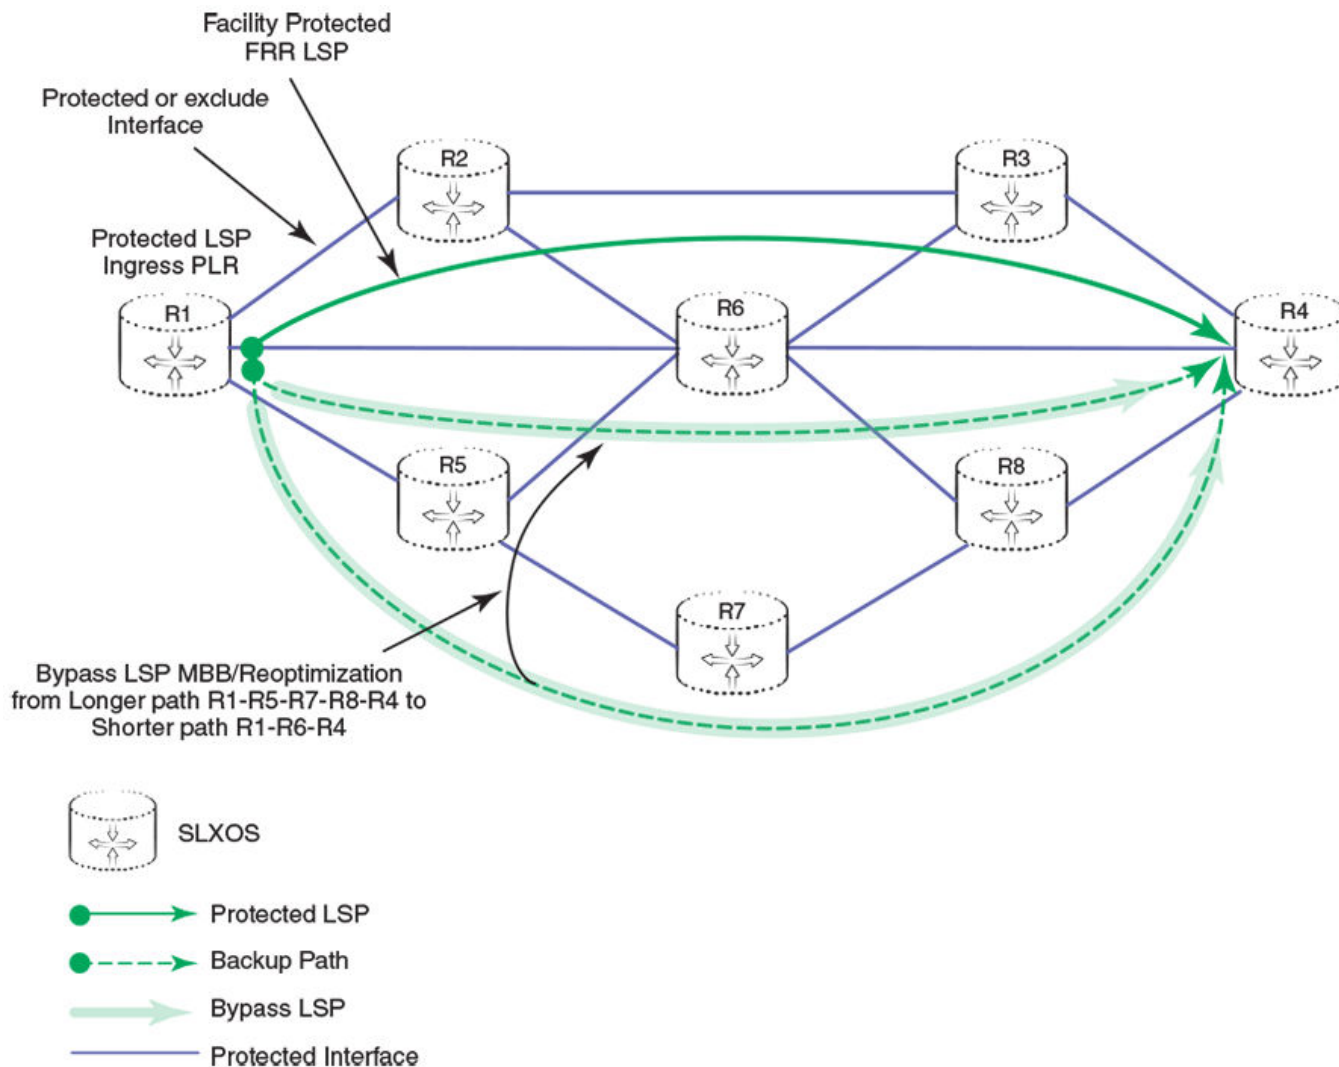 Facility Protected
FRR LSP
Protected or exclude
Interface
R2
R3
Protected LSP
Ingress PLR
R1
R6
R4
R5
R8
R7
Bypass LSP MBB/Reoptimization
from Longer path R1-R5-R7-R8-R4 to
Shorter path R1-R6-R4
SLXOS
Protected LSP
Backup Path
Bypass LSP
Protected Interface